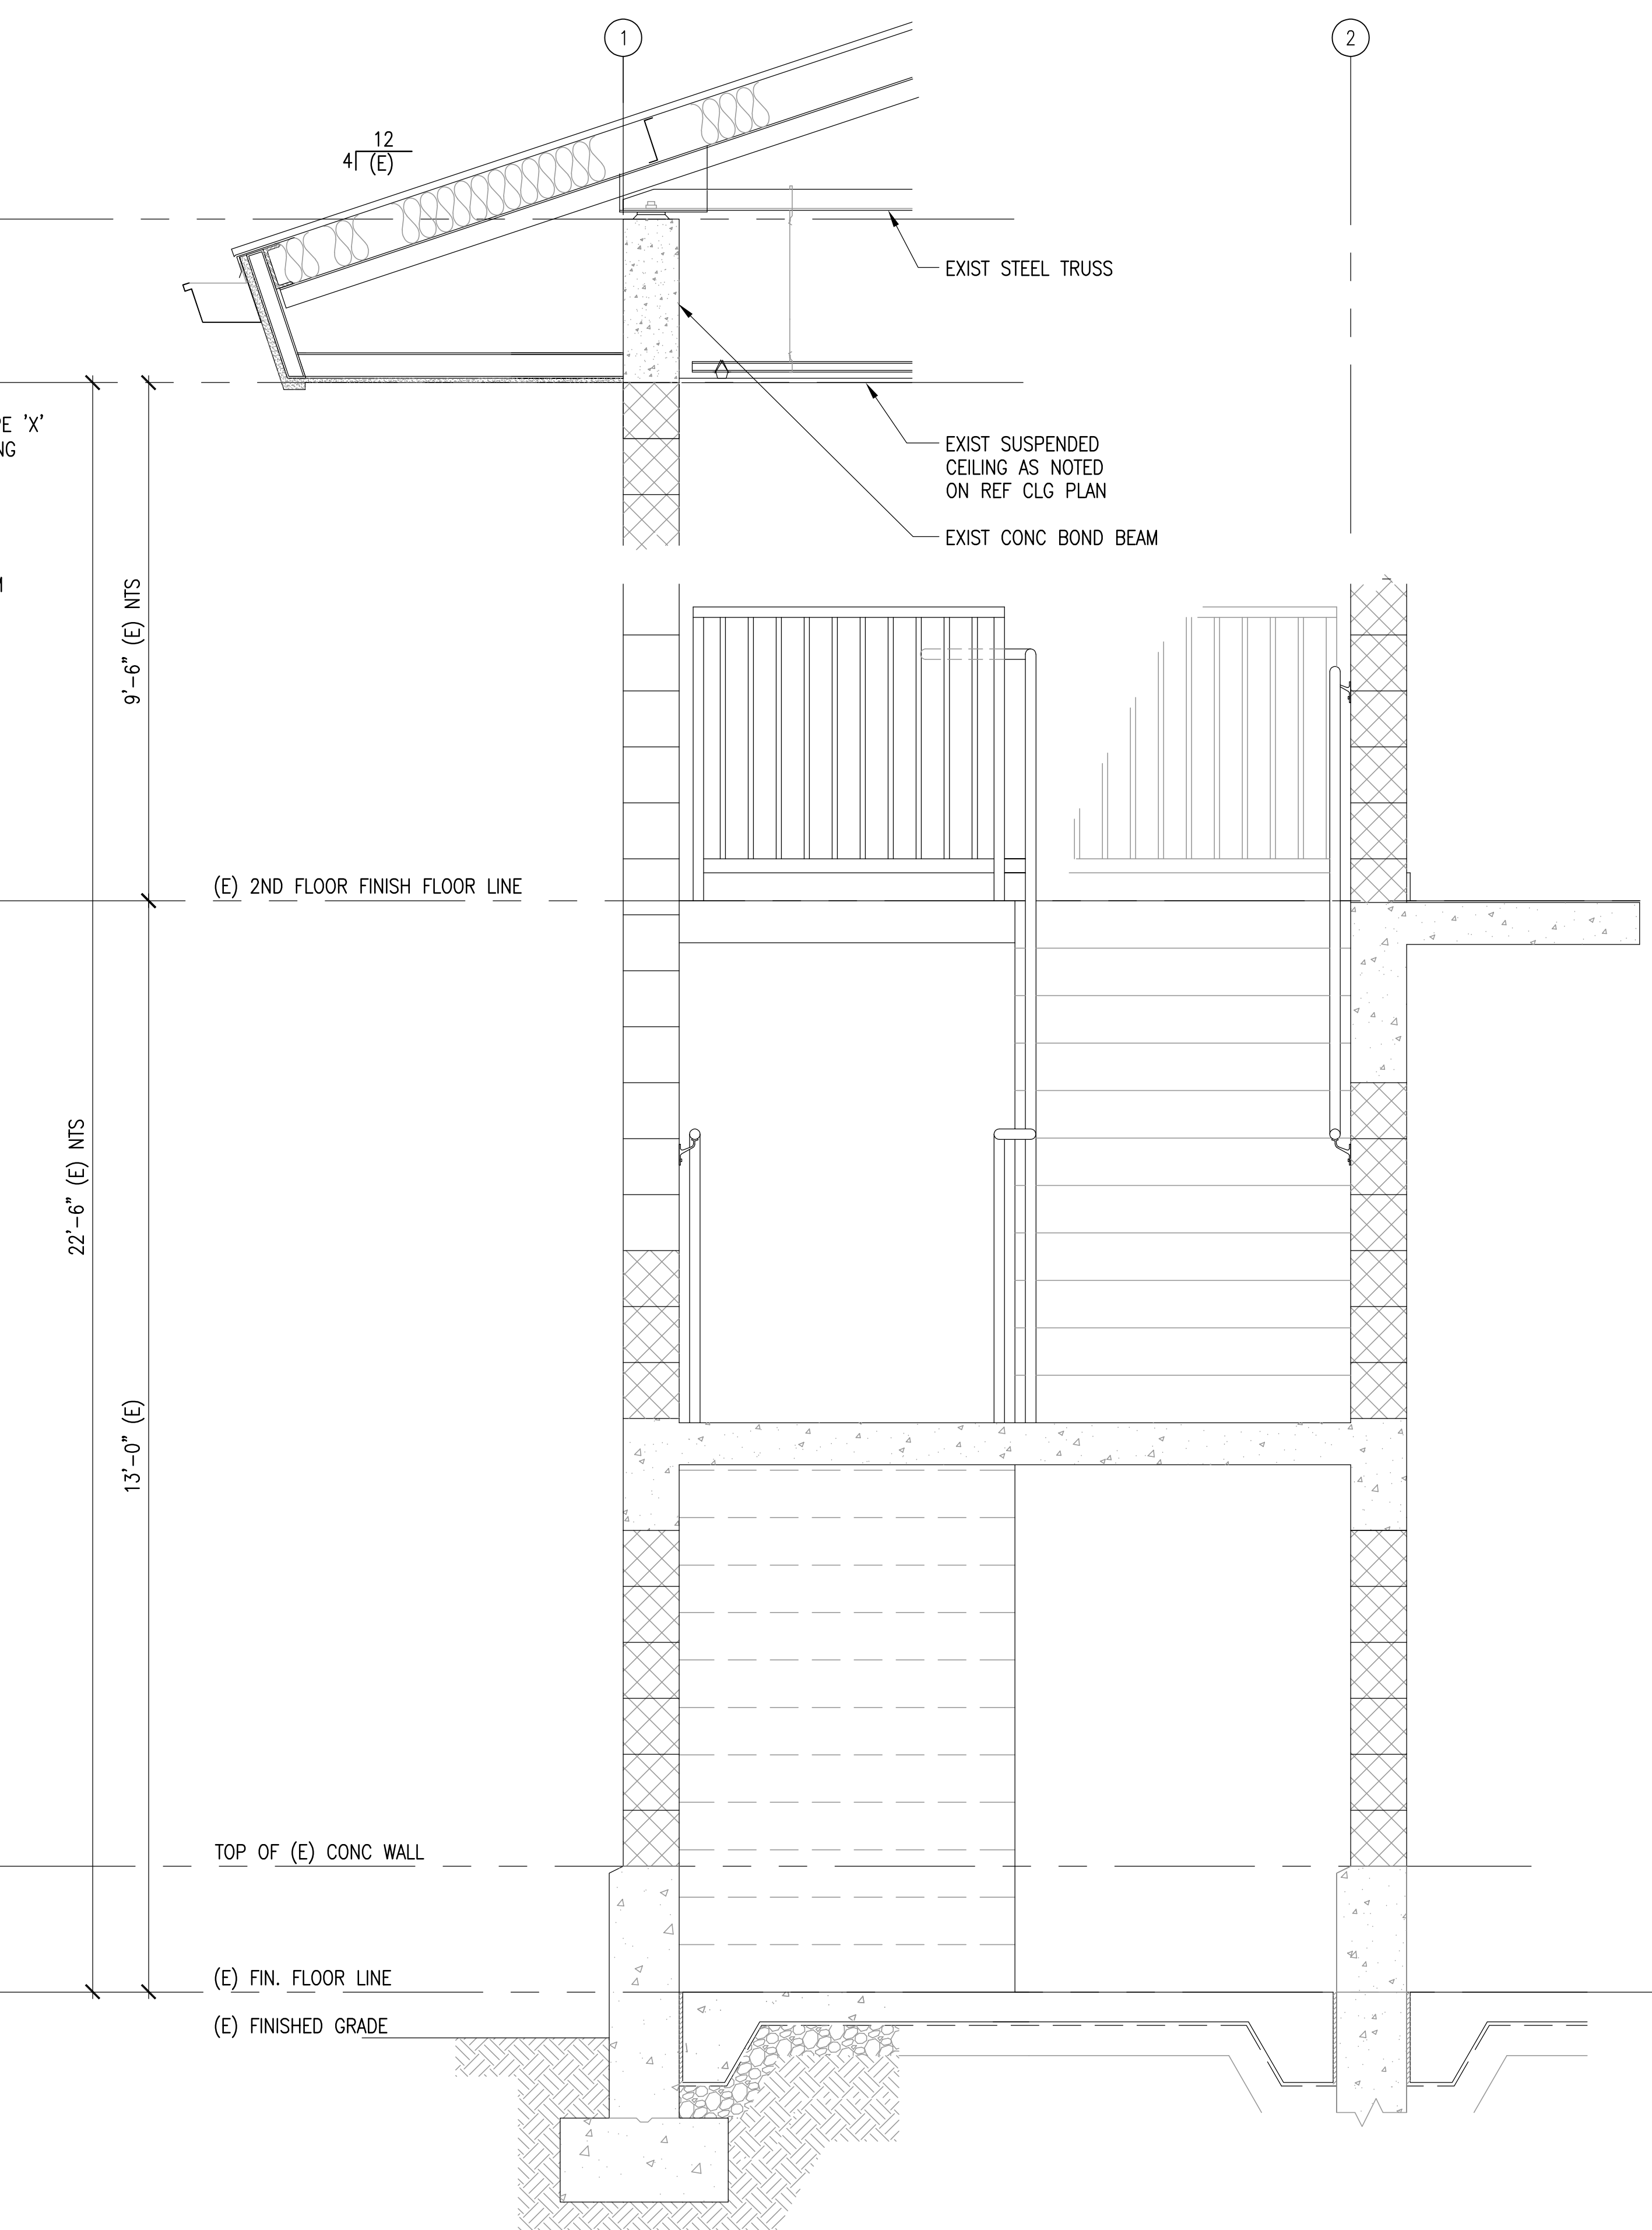 1
2
12
4 (E)
EXIST STEEL TRUSS
'X'
EXIST SUSPENDED
CEILING AS NOTED
ON REF CLG PLAN
EXIST CONC BOND BEAM
9'-6" (E) NTS
(E) 2ND FLOOR FINISH FLOOR LINE
22'-6" (E) NTS
13'-0" (E)
TOP OF (E) CONC WALL
(E) FIN. FLOOR LINE
(E) FINISHED GRADE